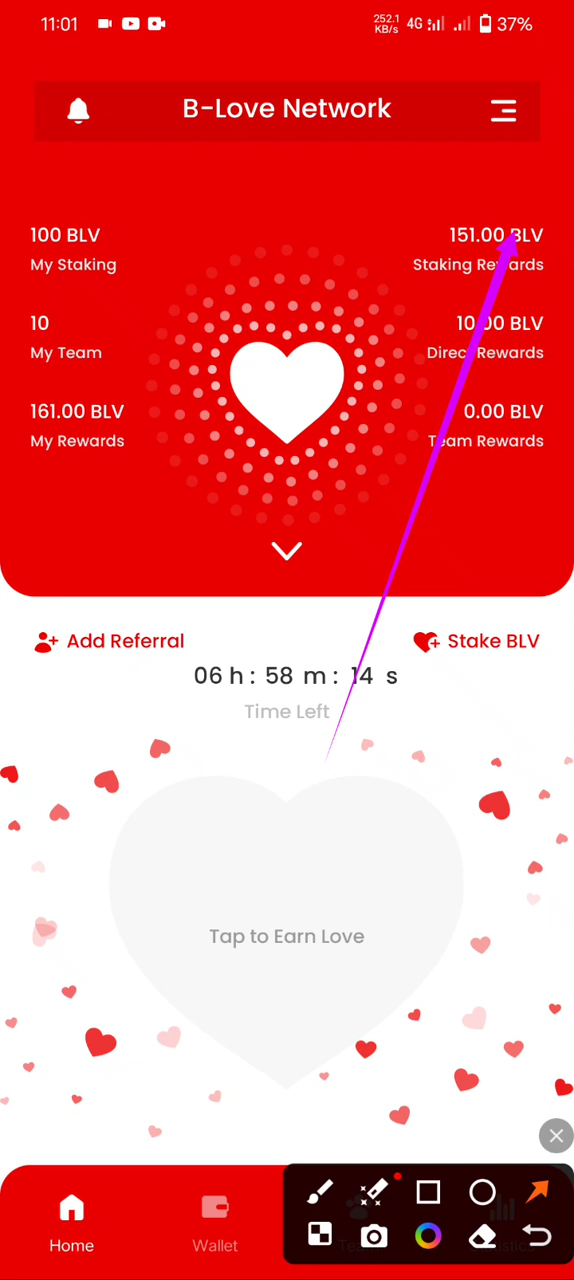 11:01
252.1 KB/s 4G 37%
B-Love Network
100 BLV
My Staking
151.00 BLV
Staking Rewards
10
My Team
10.00 BLV
Direct Rewards
161.00 BLV
My Rewards
0.00 BLV
Team Rewards
Add Referral
Stake BLV
06 h : 58 m : 14 s
Time Left
Tap to Earn Love
Home
Wallet